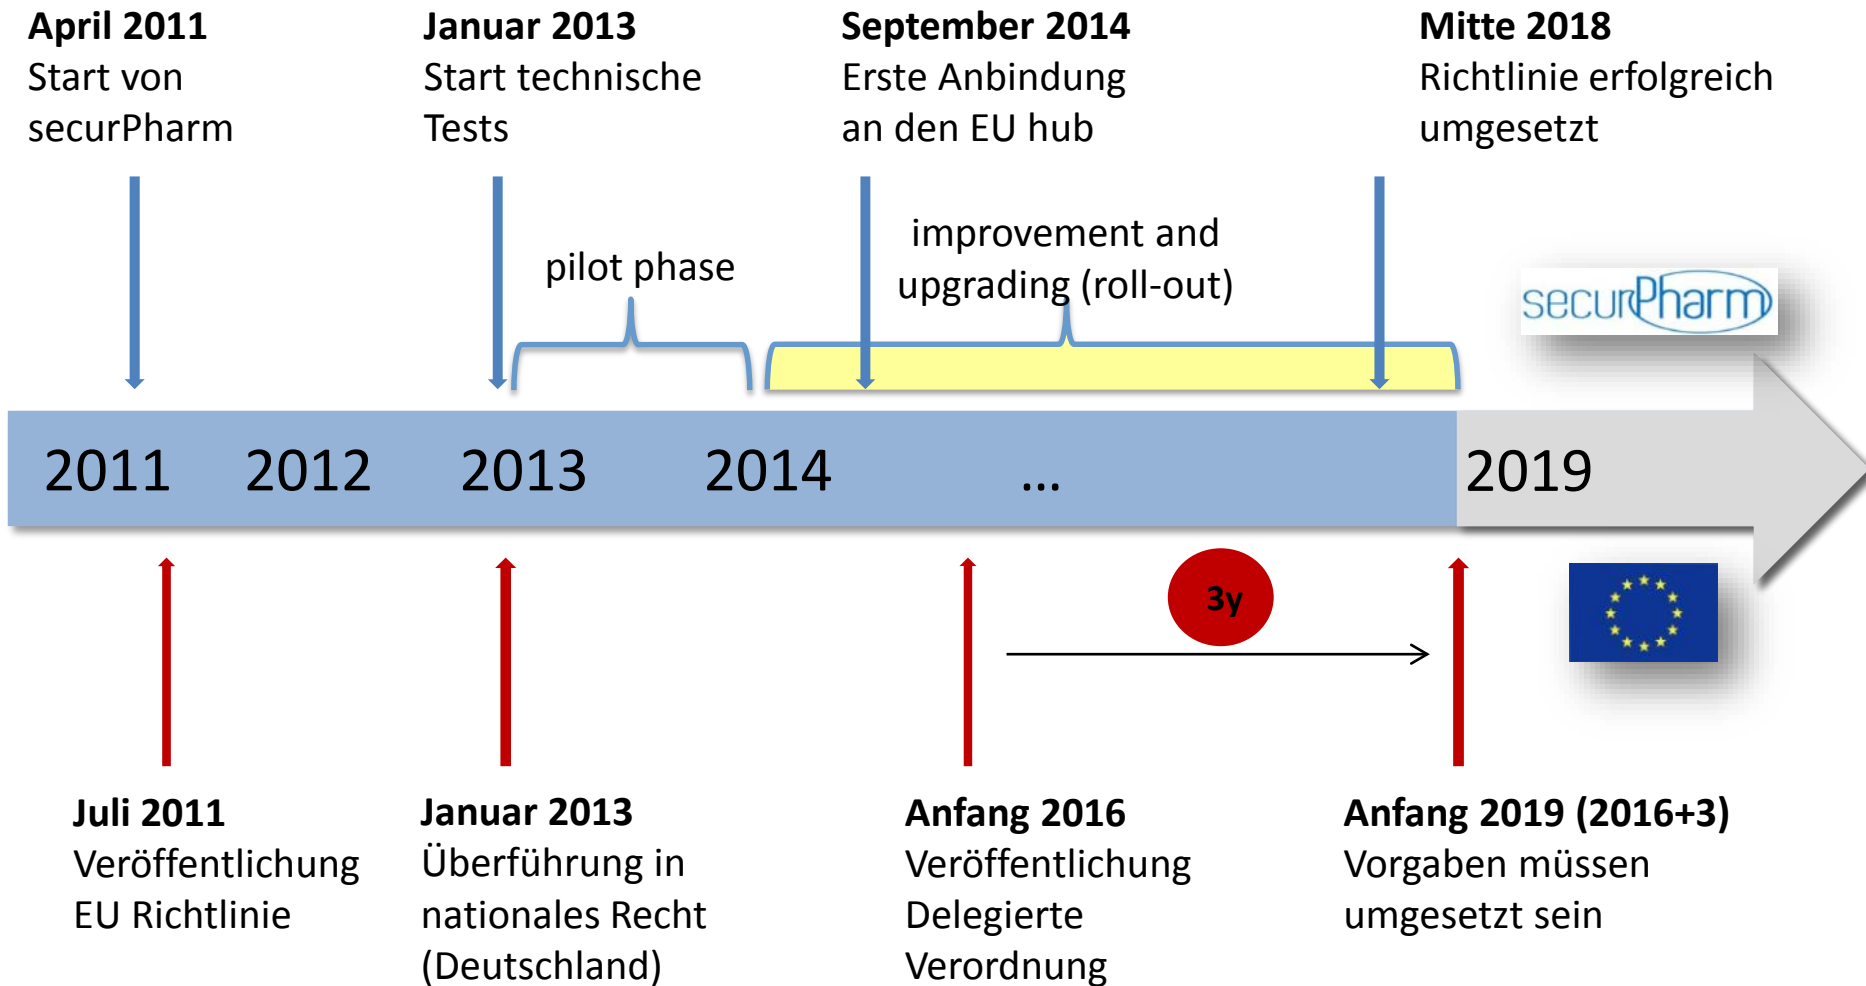 April 2011
Start von
securPharm
Januar 2013
Start technische
Tests
September 2014
Erste Anbindung
an den EU hub
Mitte 2018
Richtlinie erfolgreich
umgesetzt
pilot phase
improvement and
upgrading (roll-out)
securPharm
2011
2012
2013
2014
...
2019
3y
Juli 2011
Veröffentlichung
EU Richtlinie
Januar 2013
Überführung in
nationales Recht
(Deutschland)
Anfang 2016
Veröffentlichung
Delegierte
Verordnung
Anfang 2019 (2016+3)
Vorgaben müssen
umgesetzt sein